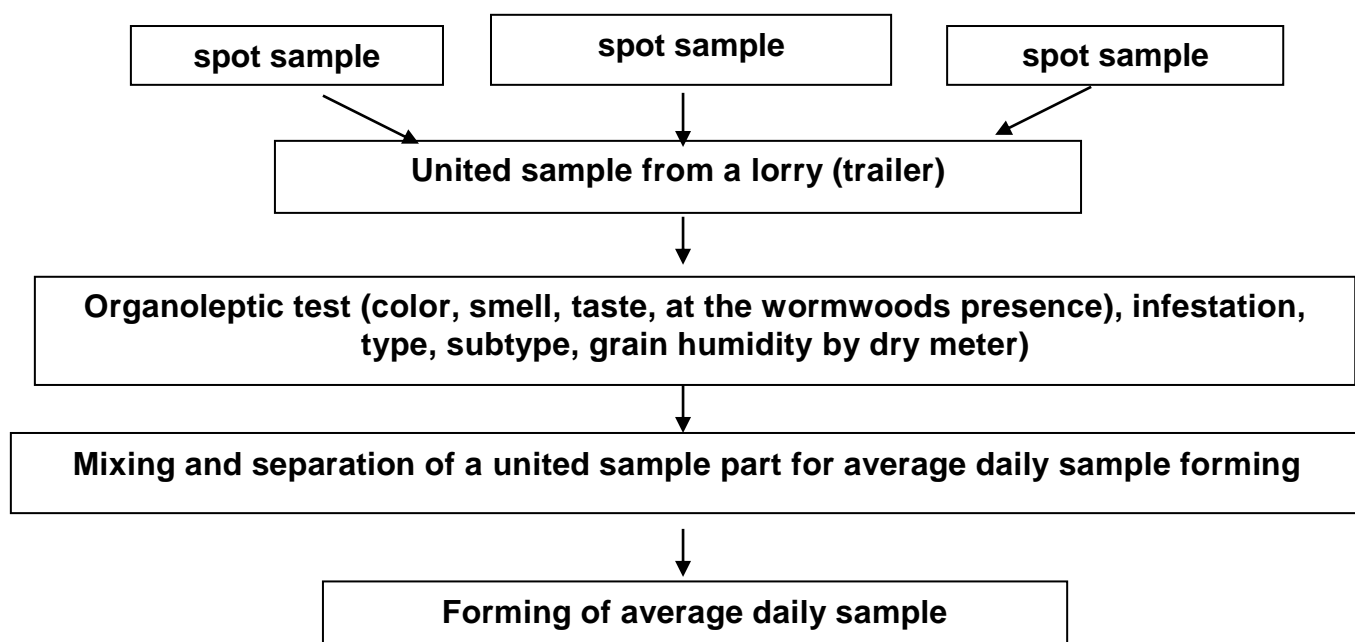 spot sample
spot sample
spot sample
United sample from a lorry (trailer)
Organoleptic test (color, smell, taste, at the wormwoods presence), infestation,
type, subtype, grain humidity by dry meter)
Mixing and separation of a united sample part for average daily sample forming
Forming of average daily sample